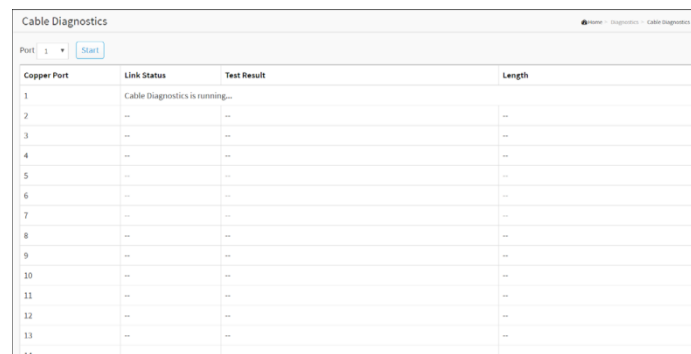 Cable Diagnostics
Home > Diagnostics > Cable Diagnostics
Port 1 Start
Copper Port Link Status Test Result Length
1 Cable Diagnostics is running...
2 -- -- --
3 -- -- --
4 -- -- --
5 -- -- --
6 -- -- --
7 -- -- --
8 -- -- --
9 -- -- --
10 -- -- --
11 -- -- --
12 -- -- --
13 -- -- --